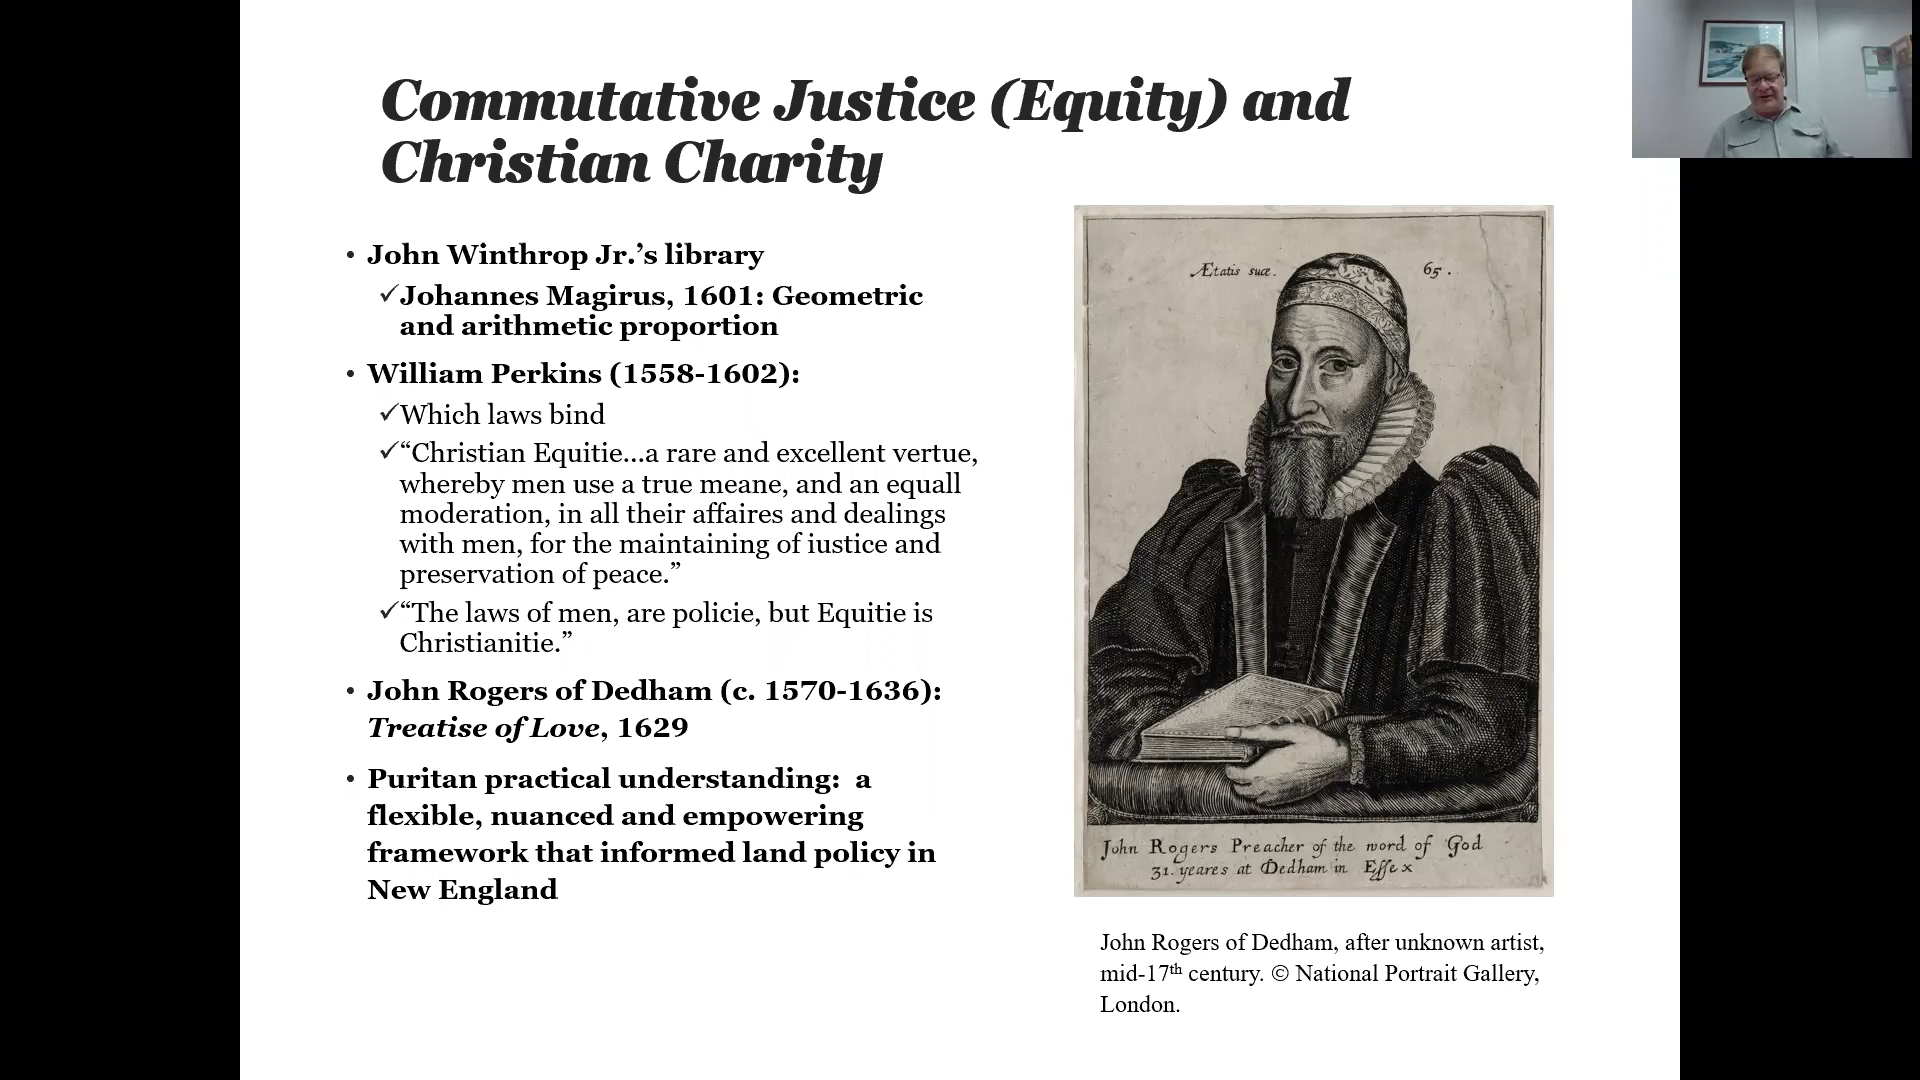 Commutative Justice (Equity) and
Christian Charity
• John Winthrop Jr.’s library
✓Johannes Magirus, 1601: Geometric
and arithmetic proportion
• William Perkins (1558-1602):
✓Which laws bind
✓“Christian Equitie…a rare and excellent vertue,
whereby men use a true meane, and an equall
moderation, in all their affaires and dealings
with men, for the maintaining of iustice and
preservation of peace.”
✓“The laws of men, are policie, but Equitie is
Christianitie.”
• John Rogers of Dedham (c. 1570-1636):
Treatise of Love, 1629
• Puritan practical understanding:  a
flexible, nuanced and empowering
framework that informed land policy in
New England
Ætatis suæ. 65.
John Rogers Preacher of the word of God
31. yeares at Dedham in Essex
John Rogers of Dedham, after unknown artist,
mid-17th century. © National Portrait Gallery,
London.